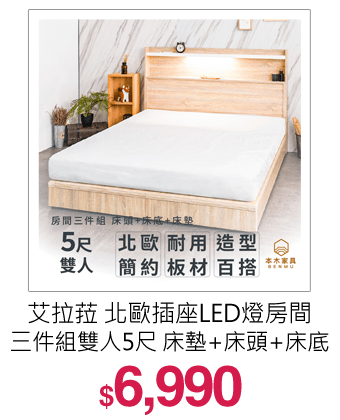 房間三件組 床頭+床底+床墊
5尺 雙人
北歐 簡約
耐用 板材
造型 百搭
本木家具
BENMU
艾拉菈 北歐插座LED燈房間
三件組雙人5尺 床墊+床頭+床底
$6,990